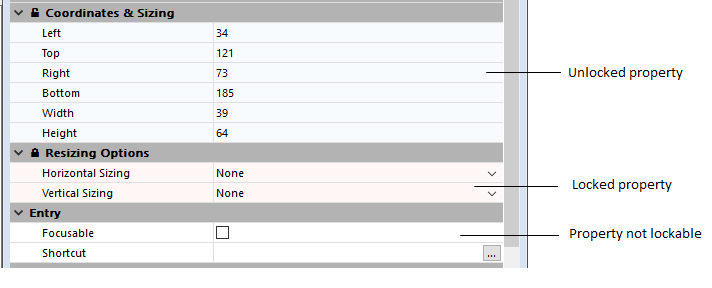 Coordinates & Sizing
Left 34
Top 121
Right 73
Bottom 185
Width 39
Height 64
Resizing Options
Horizontal Sizing None
Vertical Sizing None
Entry
Focusable
Shortcut ...
Unlocked property
Locked property
Property not lockable